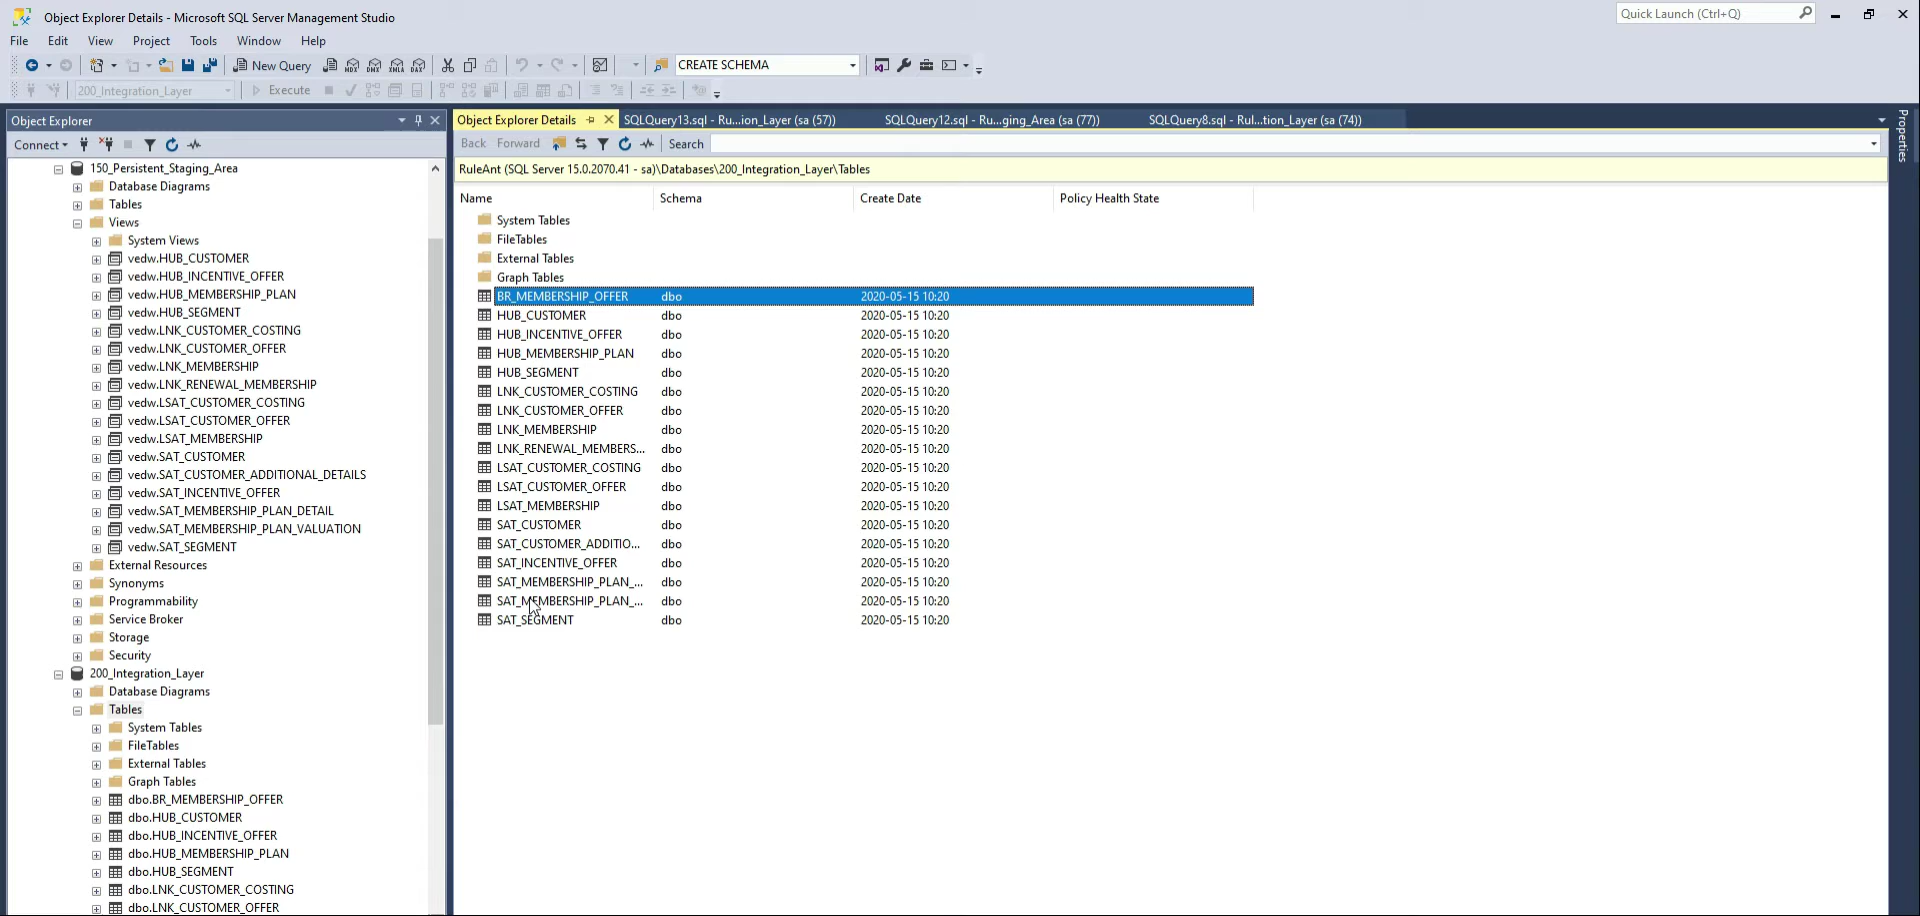 Object Explorer Details - Microsoft SQL Server Management Studio
Quick Launch (Ctrl+Q)
File Edit View Project Tools Window Help
New Query
CREATE SCHEMA
200_Integration_Layer
Execute
Object Explorer
Connect
150_Persistent_Staging_Area
Database Diagrams
Tables
Views
System Views
vedw.HUB_CUSTOMER
vedw.HUB_INCENTIVE_OFFER
vedw.HUB_MEMBERSHIP_PLAN
vedw.HUB_SEGMENT
vedw.LNK_CUSTOMER_COSTING
vedw.LNK_CUSTOMER_OFFER
vedw.LNK_MEMBERSHIP
vedw.LNK_RENEWAL_MEMBERSHIP
vedw.LSAT_CUSTOMER_COSTING
vedw.LSAT_CUSTOMER_OFFER
vedw.LSAT_MEMBERSHIP
vedw.SAT_CUSTOMER
vedw.SAT_CUSTOMER_ADDITIONAL_DETAILS
vedw.SAT_INCENTIVE_OFFER
vedw.SAT_MEMBERSHIP_PLAN_DETAIL
vedw.SAT_MEMBERSHIP_PLAN_VALUATION
vedw.SAT_SEGMENT
External Resources
Synonyms
Programmability
Service Broker
Storage
Security
200_Integration_Layer
Database Diagrams
Tables
System Tables
FileTables
External Tables
Graph Tables
dbo.BR_MEMBERSHIP_OFFER
dbo.HUB_CUSTOMER
dbo.HUB_INCENTIVE_OFFER
dbo.HUB_MEMBERSHIP_PLAN
dbo.HUB_SEGMENT
dbo.LNK_CUSTOMER_COSTING
dbo.LNK_CUSTOMER_OFFER
Object Explorer Details SQLQuery13.sql - Ru...ion_Layer (sa (57)) SQLQuery12.sql - Ru...ging_Area (sa (77)) SQLQuery8.sql - Rul...tion_Layer (sa (74))
Back Forward Search
RuleAnt (SQL Server 15.0.2070.41 - sa)\Databases\200_Integration_Layer\Tables
Name Schema Create Date Policy Health State
System Tables
FileTables
External Tables
Graph Tables
BR_MEMBERSHIP_OFFER dbo 2020-05-15 10:20
HUB_CUSTOMER dbo 2020-05-15 10:20
HUB_INCENTIVE_OFFER dbo 2020-05-15 10:20
HUB_MEMBERSHIP_PLAN dbo 2020-05-15 10:20
HUB_SEGMENT dbo 2020-05-15 10:20
LNK_CUSTOMER_COSTING dbo 2020-05-15 10:20
LNK_CUSTOMER_OFFER dbo 2020-05-15 10:20
LNK_MEMBERSHIP dbo 2020-05-15 10:20
LNK_RENEWAL_MEMBERS... dbo 2020-05-15 10:20
LSAT_CUSTOMER_COSTING dbo 2020-05-15 10:20
LSAT_CUSTOMER_OFFER dbo 2020-05-15 10:20
LSAT_MEMBERSHIP dbo 2020-05-15 10:20
SAT_CUSTOMER dbo 2020-05-15 10:20
SAT_CUSTOMER_ADDITIO... dbo 2020-05-15 10:20
SAT_INCENTIVE_OFFER dbo 2020-05-15 10:20
SAT_MEMBERSHIP_PLAN_... dbo 2020-05-15 10:20
SAT_MEMBERSHIP_PLAN_... dbo 2020-05-15 10:20
SAT_SEGMENT dbo 2020-05-15 10:20
Properties